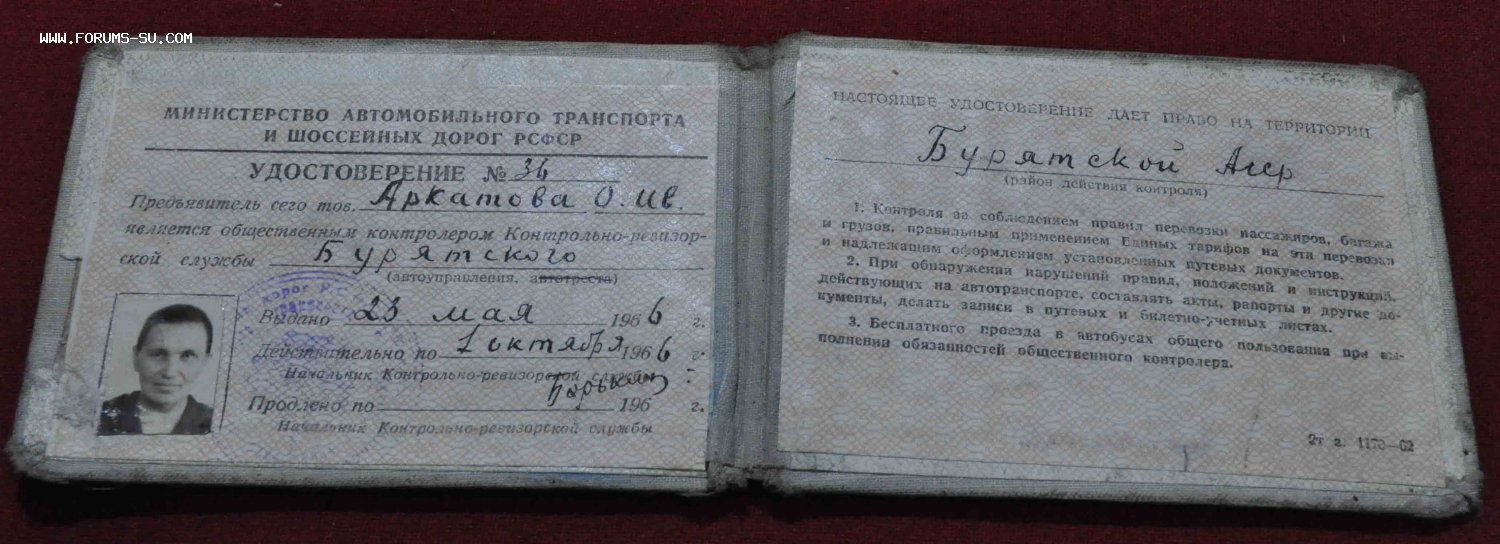 WWW.FORUMS-SU.COM
МИНИСТЕРСТВО АВТОМОБИЛЬНОГО ТРАНСПОРТА
И ШОССЕЙНЫХ ДОРОГ РСФСР
УДОСТОВЕРЕНИЕ № 36
Предъявитель сего тов. Аркатова О. Ив.
является общественным контролером Контрольно-ревизор-
ской службы Бурятского
(автоуправления, автотреста)
Выдано 23 мая 1966 г.
Действительно по 1 октября 1966 г.
Начальник Контрольно-ревизорской службы
Продлено по 196 г.
Начальник Контрольно-ревизорской службы
НАСТОЯЩЕЕ УДОСТОВЕРЕНИЕ ДАЕТ ПРАВО НА ТЕРРИТОРИИ
Бурятской Асср
(район действия контроля)
1. Контроля за соблюдением правил перевозки пассажиров, багажа
и грузов, правильным применением Единых тарифов на эти перевозки
и надлежащим оформлением установленных путевых документов.
2. При обнаружении нарушений правил, положений и инструкций,
действующих на автотранспорте, составлять акты, рапорты и другие до-
кументы, делать записи в путевых и билетно-учетных листах.
3. Бесплатного проезда в автобусах общего пользования при вы-
полнении обязанностей общественного контролера.
2т з. 1170—62